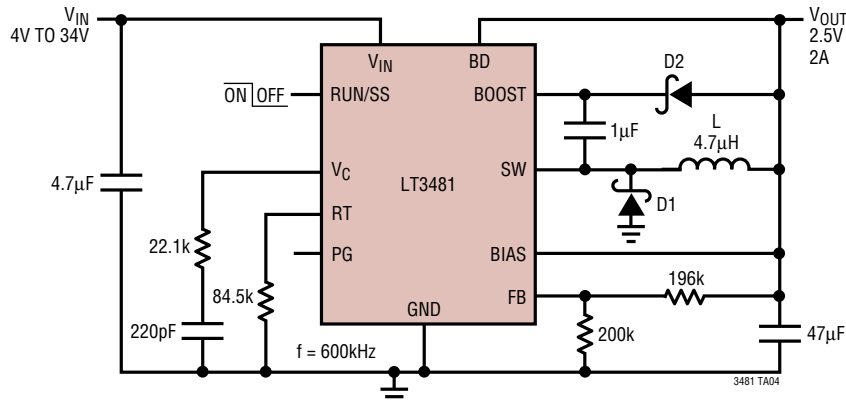 VIN
4V TO 34V
VOUT
2.5V
2A
VIN
BD
D2
ON OFF
RUN/SS
BOOST
1µF
L
4.7µH
4.7µF
VC
LT3481
SW
D1
RT
22.1k
PG
BIAS
84.5k
196k
FB
GND
220pF
200k
47µF
f = 600kHz
3481 TA04